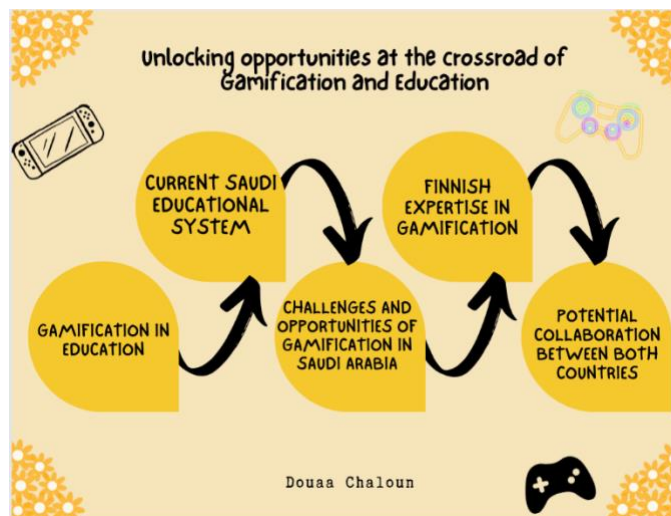 Unlocking opportunities at the crossroad of
Gamification and Education
GAMIFICATION IN
EDUCATION
CURRENT SAUDI
EDUCATIONAL
SYSTEM
CHALLENGES AND
OPPORTUNITIES OF
GAMIFICATION IN
SAUDI ARABIA
FINNISH
EXPERTISE IN
GAMIFICATION
POTENTIAL
COLLABORATION
BETWEEN BOTH
COUNTRIES
Douaa Chaloun